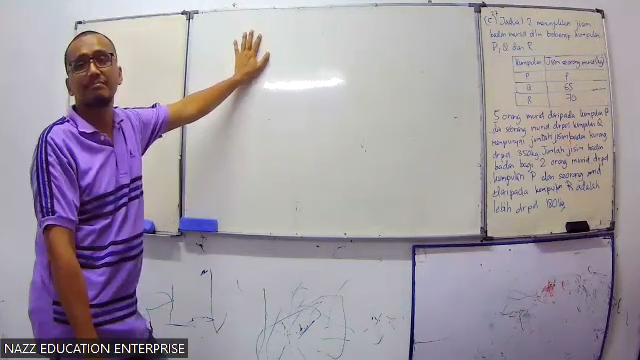 (c) Jadual 2 menunjukkan jisim
badan murid dlm beberapa kumpulan
P, Q dan R
kumpulan Jisim seorang murid (kg)
P P
Q 65
R 70
5 orang murid daripada kumpulan P
dan seorang murid drpd kumpulan Q
mempunyai jumlah jisim badan kurang
drpd 350kg. Jumlah jisim badan
badan bagi 2 orang murid drpd
kumpulan P dan seorang murid
daripada kumpulan R adalah
lebih drpd 180kg
NAZZ EDUCATION ENTERPRISE